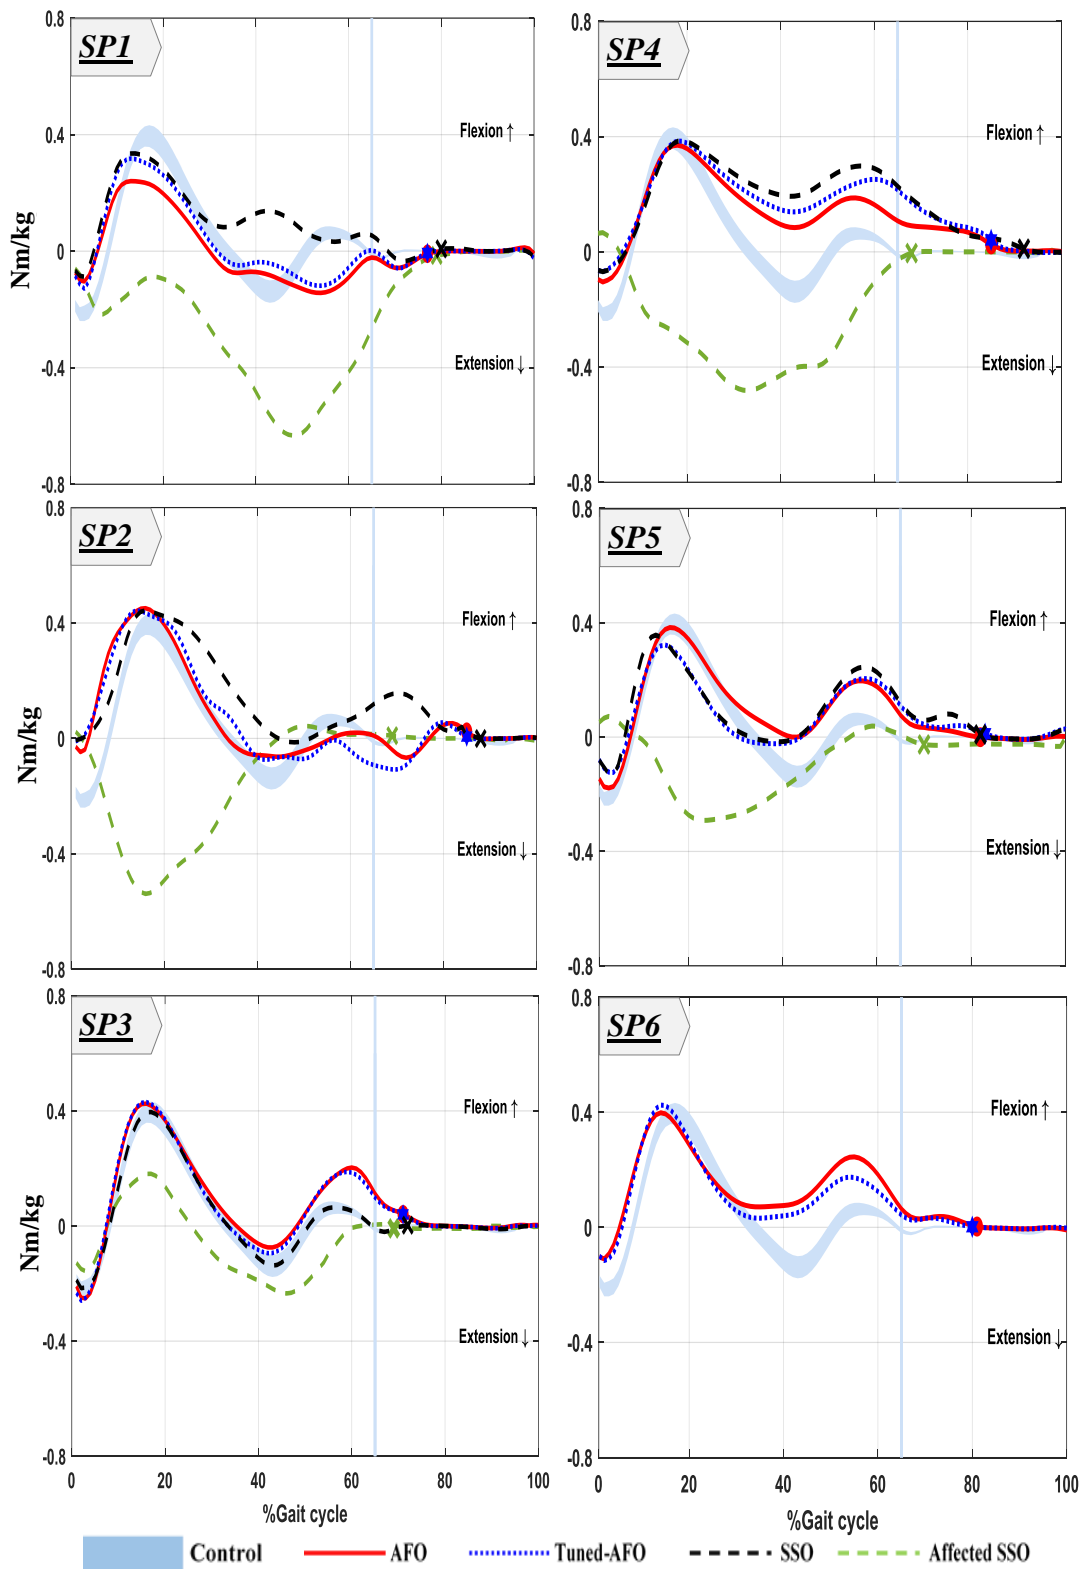 SP1
0.8
0.4
0
-0.4
-0.8
Nm/kg
Flexion ↑
Extension ↓
SP4
0.8
0.4
0
-0.4
-0.8
Flexion ↑
Extension ↓
SP2
0.8
0.4
0
-0.4
-0.8
Nm/kg
Flexion ↑
Extension ↓
SP5
0.8
0.4
0
-0.4
-0.8
Flexion ↑
Extension ↓
SP3
0.8
0.4
0
-0.4
-0.8
Nm/kg
Flexion ↑
Extension ↓
0 20 40 60 80 100
%Gait cycle
SP6
0.8
0.4
0
-0.4
-0.8
Flexion ↑
Extension ↓
0 20 40 60 80 100
%Gait cycle
Control AFO Tuned-AFO SSO Affected SSO